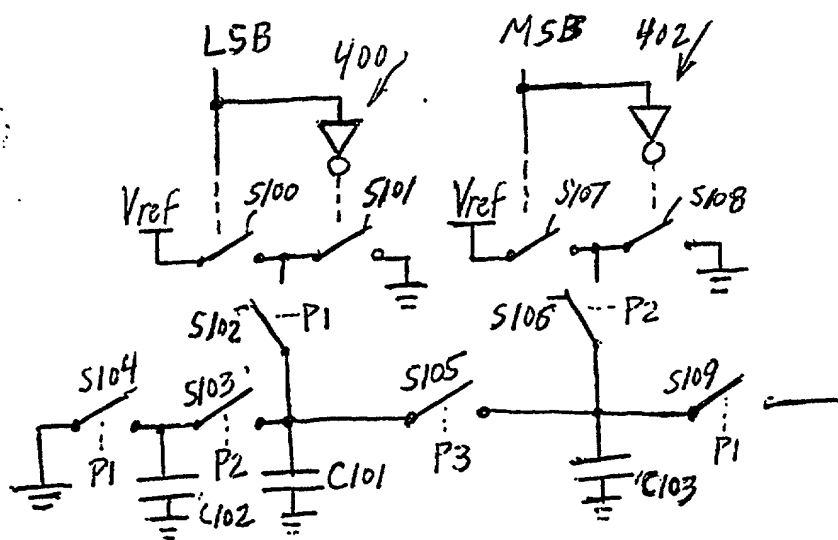 LSB
400
MSB
402
Vref
S100
S101
Vref
S107
S108
S102
P1
S106
P2
S104
S103
S105
S109
P1
P2
P3
P1
C102
C101
C103